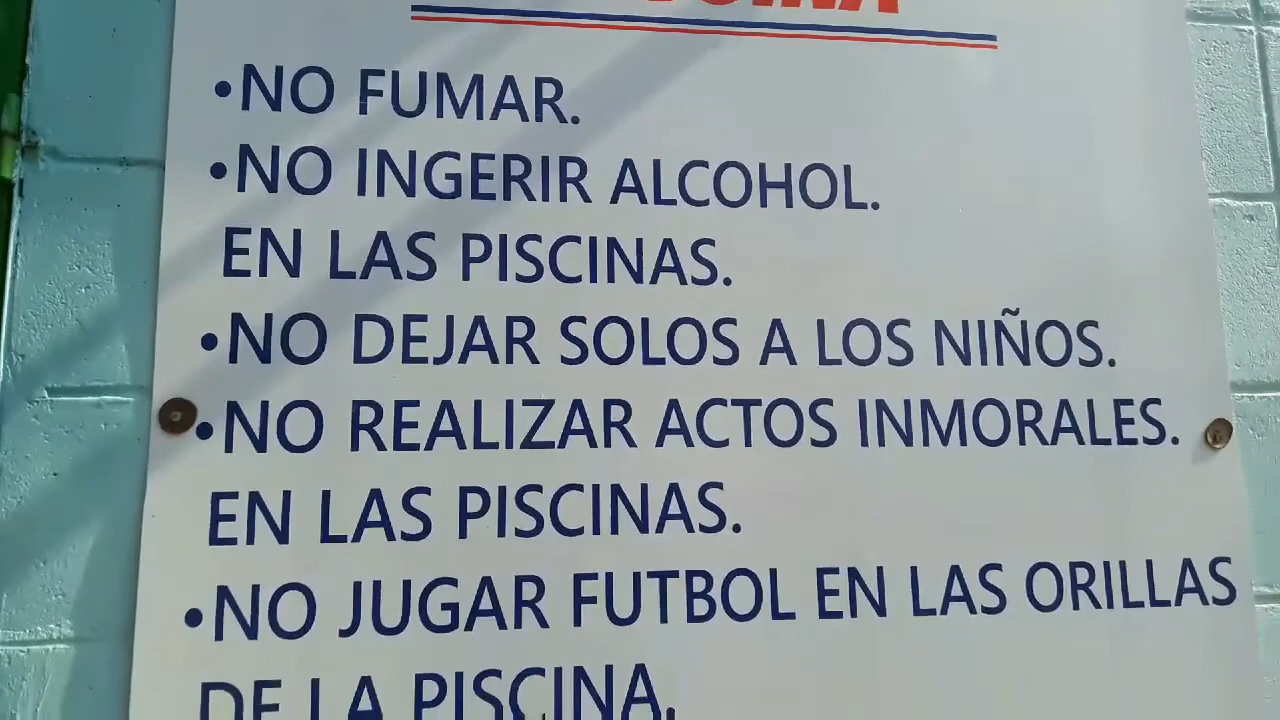 •NO FUMAR.
•NO INGERIR ALCOHOL.
EN LAS PISCINAS.
•NO DEJAR SOLOS A LOS NIÑOS.
•NO REALIZAR ACTOS INMORALES.
EN LAS PISCINAS.
•NO JUGAR FUTBOL EN LAS ORILLAS
DE LA PISCINA.